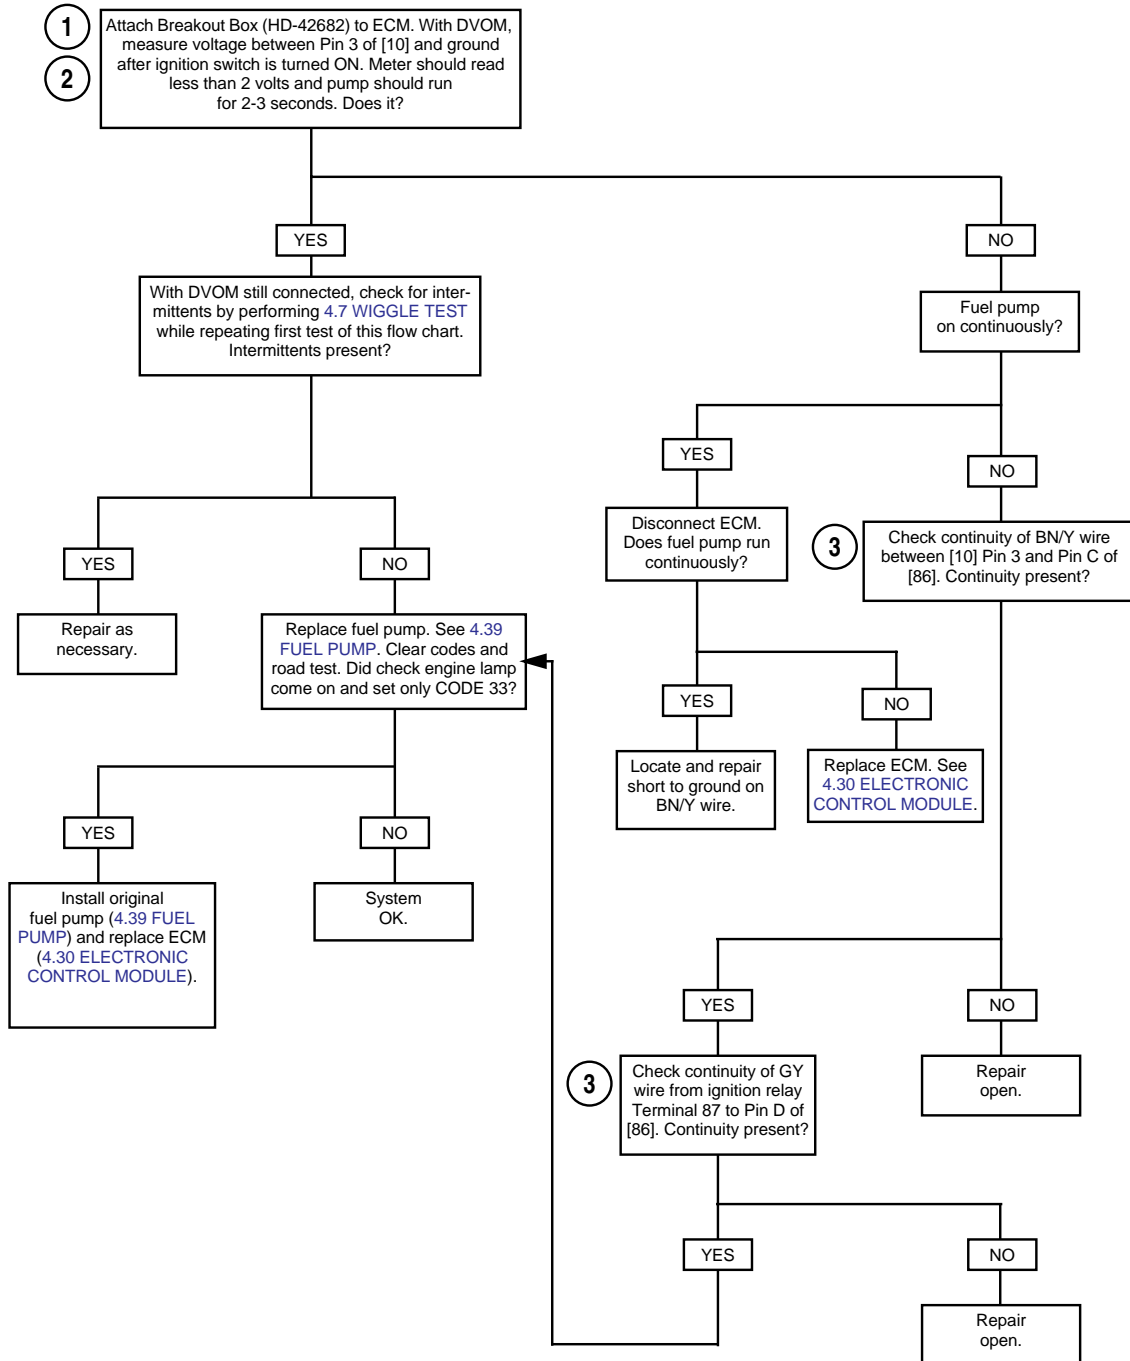 1
2
Attach Breakout Box (HD-42682) to ECM. With DVOM,
measure voltage between Pin 3 of [10] and ground
after ignition switch is turned ON. Meter should read
less than 2 volts and pump should run
for 2-3 seconds. Does it?
YES
NO
With DVOM still connected, check for inter-
mittents by performing 4.7 WIGGLE TEST
while repeating first test of this flow chart.
Intermittents present?
Fuel pump
on continuously?
YES
NO
YES
NO
Disconnect ECM.
Does fuel pump run
continuously?
3
Check continuity of BN/Y wire
between [10] Pin 3 and Pin C of
[86]. Continuity present?
Repair as
necessary.
Replace fuel pump. See 4.39
FUEL PUMP. Clear codes and
road test. Did check engine lamp
come on and set only CODE 33?
YES
NO
Locate and repair
short to ground on
BN/Y wire.
Replace ECM. See
4.30 ELECTRONIC
CONTROL MODULE.
YES
NO
Install original
fuel pump (4.39 FUEL
PUMP) and replace ECM
(4.30 ELECTRONIC
CONTROL MODULE).
System
OK.
YES
NO
3
Check continuity of GY
wire from ignition relay
Terminal 87 to Pin D of
[86]. Continuity present?
Repair
open.
YES
NO
Repair
open.